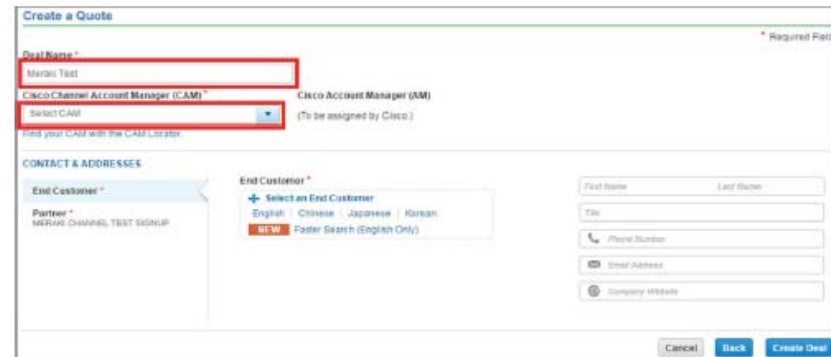 Create a Quote
* Required Field
Deal Name *
Meraki Test
Cisco Channel Account Manager (CAM) *
Cisco Account Manager (AM)
Select CAM
(To be assigned by Cisco.)
Find your CAM with the CAM Locator
CONTACT & ADDRESSES
End Customer *
Partner *
MERAKI CHANNEL TEST SIGNUP
End Customer *
Select an End Customer
English | Chinese | Japanese | Korean
NEW Faster Search (English Only)
First Name
Last Name
Title
Phone Number
Email Address
Company Website
Cancel
Back
Create Deal